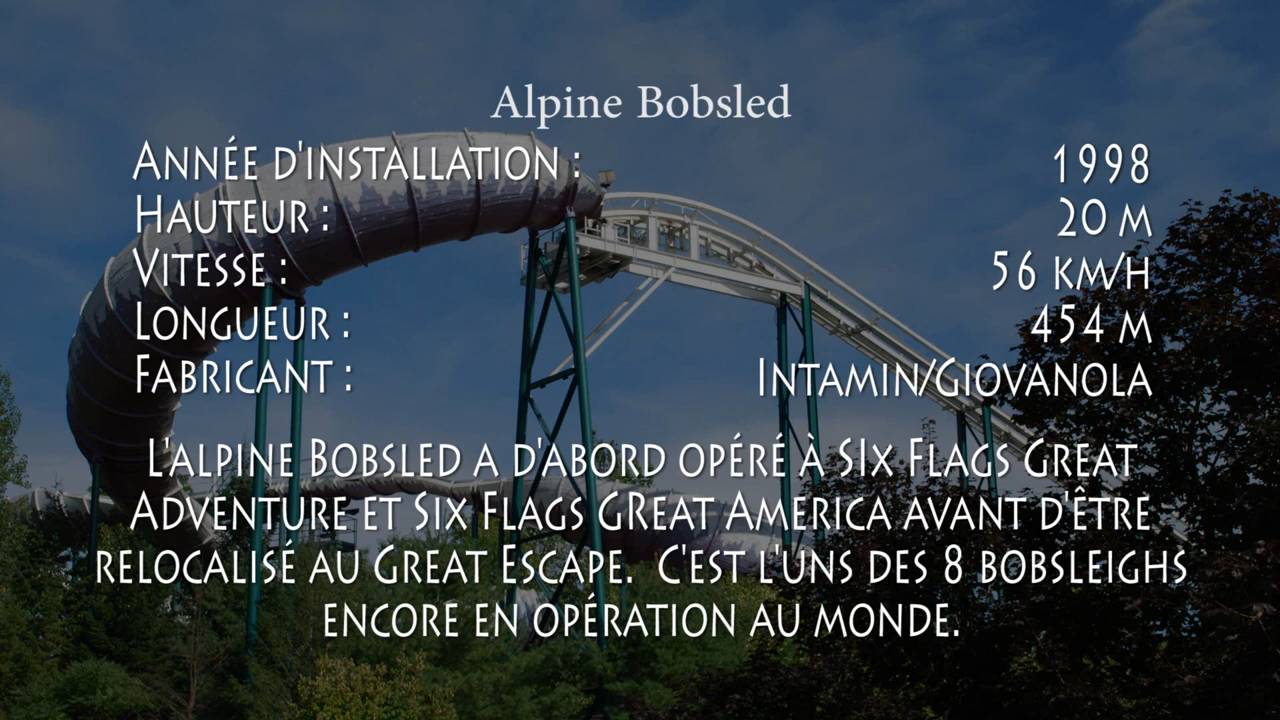 Alpine Bobsled
Année d'installation : 1998
Hauteur : 20 m
Vitesse : 56 km/h
Longueur : 454 m
Fabricant : Intamin/Giovanola
L'alpine Bobsled a d'abord opéré à SIx Flags Great
Adventure et Six Flags GReat America avant d'être
relocalisé au Great Escape. C'est l'uns des 8 bobsleighs
encore en opération au monde.